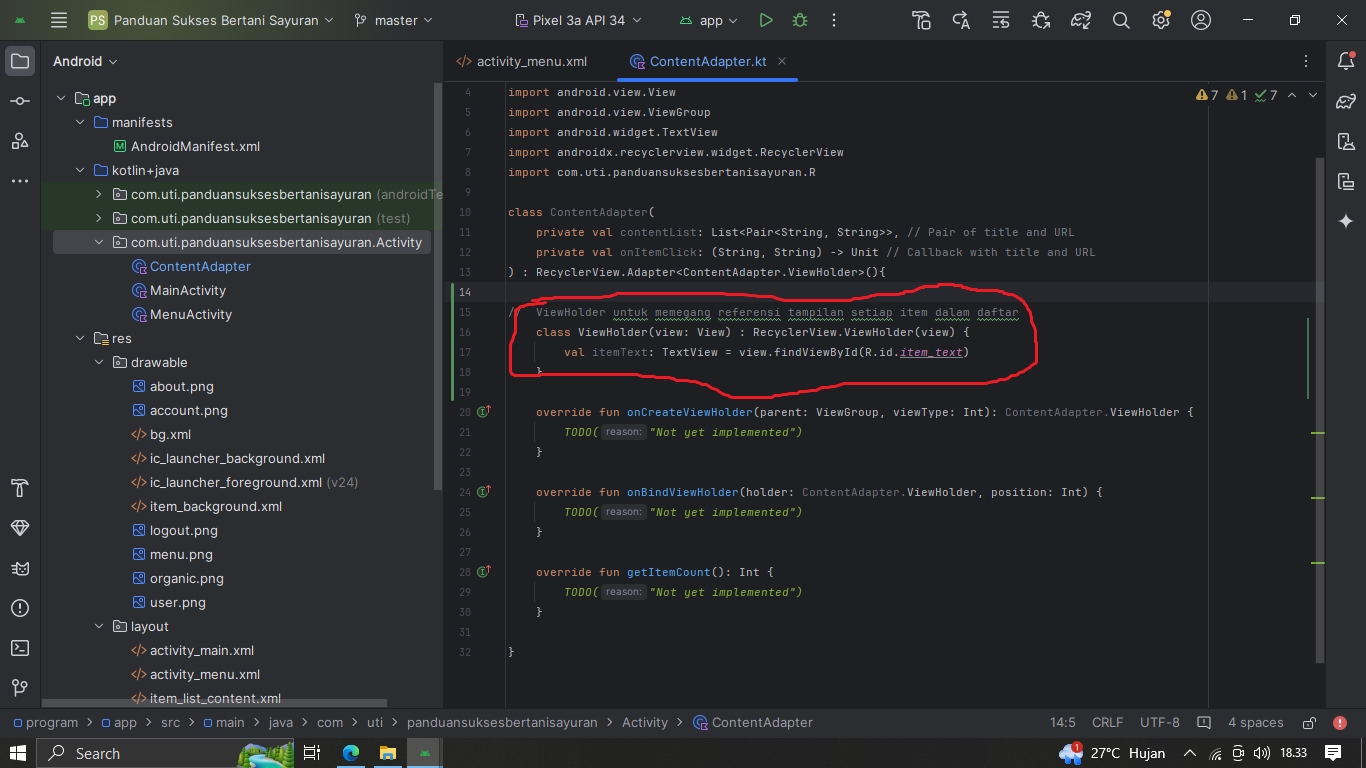 PS Panduan Sukses Bertani Sayuran master Pixel 3a API 34 app
Android
app
manifests
AndroidManifest.xml
kotlin+java
com.uti.panduansuksesbertanisayuran (androidTe
com.uti.panduansuksesbertanisayuran (test)
com.uti.panduansuksesbertanisayuran.Activity
ContentAdapter
MainActivity
MenuActivity
res
drawable
about.png
account.png
bg.xml
ic_launcher_background.xml
ic_launcher_foreground.xml (v24)
item_background.xml
logout.png
menu.png
organic.png
user.png
layout
activity_main.xml
activity_menu.xml
item_list_content.xml
activity_menu.xml ContentAdapter.kt
7 1 7
4 import android.view.View
5 import android.view.ViewGroup
6 import android.widget.TextView
7 import androidx.recyclerview.widget.RecyclerView
8 import com.uti.panduansuksesbertanisayuran.R
9
10 class ContentAdapter(
11 private val contentList: List<Pair<String, String>>, // Pair of title and URL
12 private val onItemClick: (String, String) -> Unit // Callback with title and URL
13 ) : RecyclerView.Adapter<ContentAdapter.ViewHolder>(){
14
15 // ViewHolder untuk memegang referensi tampilan setiap item dalam daftar
16 class ViewHolder(view: View) : RecyclerView.ViewHolder(view) {
17 val itemText: TextView = view.findViewById(R.id.item_text)
18 }
19
20 override fun onCreateViewHolder(parent: ViewGroup, viewType: Int): ContentAdapter.ViewHolder {
21 TODO( reason: "Not yet implemented")
22 }
23
24 override fun onBindViewHolder(holder: ContentAdapter.ViewHolder, position: Int) {
25 TODO( reason: "Not yet implemented")
26 }
27
28 override fun getItemCount(): Int {
29 TODO( reason: "Not yet implemented")
30 }
31
32 }
program > app > src > main > java > com > uti > panduansuksesbertanisayuran > Activity > ContentAdapter 14:5 CRLF UTF-8 4 spaces
Search 1 27°C Hujan 18.33